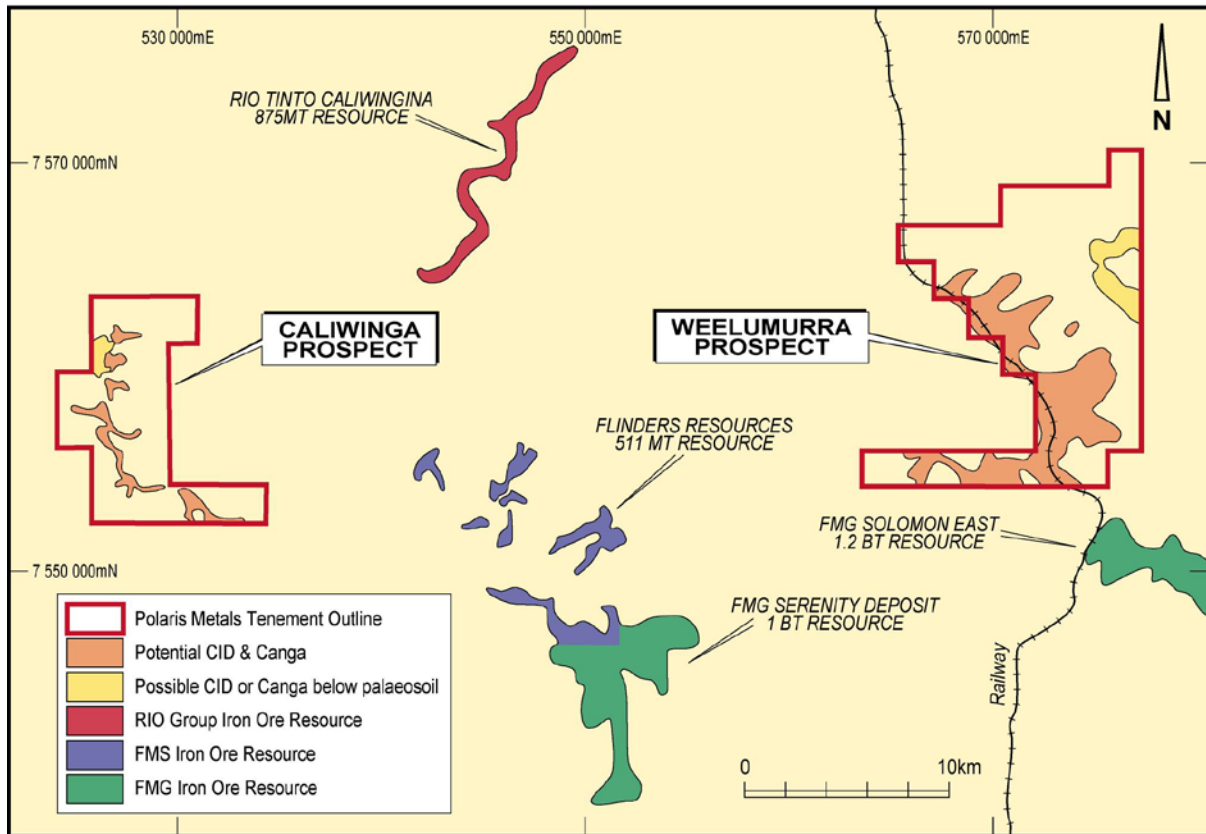 530 000mE
550 000mE
570 000mE
RIO TINTO CALIWINGINA
875MT RESOURCE
N
7 570 000mN
CALIWINGA
PROSPECT
WEELUMURRA
PROSPECT
FLINDERS RESOURCES
511 MT RESOURCE
FMG SOLOMON EAST
1.2 BT RESOURCE
7 550 000mN
FMG SERENITY DEPOSIT
1 BT RESOURCE
Polaris Metals Tenement Outline
Potential CID & Canga
Possible CID or Canga below palaeosoil
RIO Group Iron Ore Resource
FMS Iron Ore Resource
FMG Iron Ore Resource
Railway
0
10km